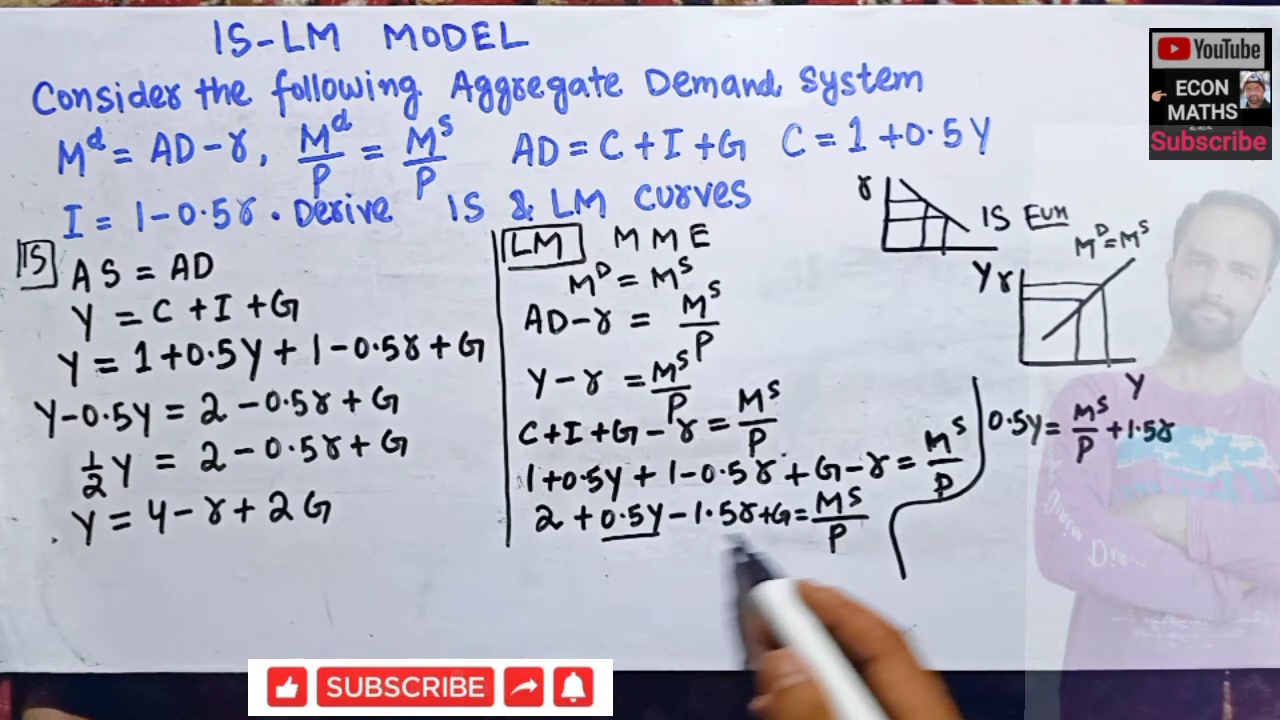 IS-LM MODEL
Consider the following Aggregate Demand system
Mᵈ = AD-r, Mᵈ/P = Mˢ/P AD = C+I+G C = 1+0.5Y
I = 1-0.5r. Derive IS & LM curves
IS
AS = AD
Y = C+I+G
Y = 1+0.5Y+1-0.5r+G
Y-0.5Y = 2-0.5r+G
1/2 Y = 2-0.5r+G
Y = 4-r+2G
LM MME
Mᴰ = Mˢ
AD-r = Mˢ/P
Y-r = Mˢ/P
C+I+G-r = Mˢ/P
1+0.5Y+1-0.5r+G-r = Mˢ/P
2+0.5Y-1.5r+G = Mˢ/P
0.5Y = Mˢ/P +1.5r
r
IS Eun
Y
Mᴰ=Mˢ
r
Y
YouTube
ECON
MATHS
Subscribe
SUBSCRIBE